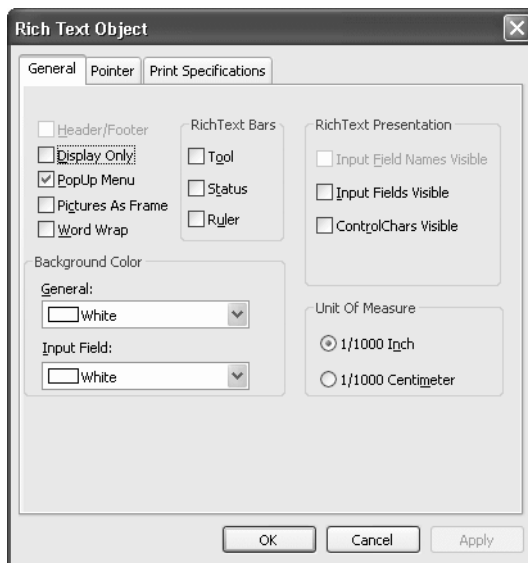 Rich Text Object
General
Pointer
Print Specifications
Header/Footer
Display Only
PopUp Menu
Pictures As Frame
Word Wrap
RichText Bars
Tool
Status
Ruler
RichText Presentation
Input Field Names Visible
Input Fields Visible
ControlChars Visible
Background Color
General:
White
Input Field:
White
Unit Of Measure
1/1000 Inch
1/1000 Centimeter
OK
Cancel
Apply